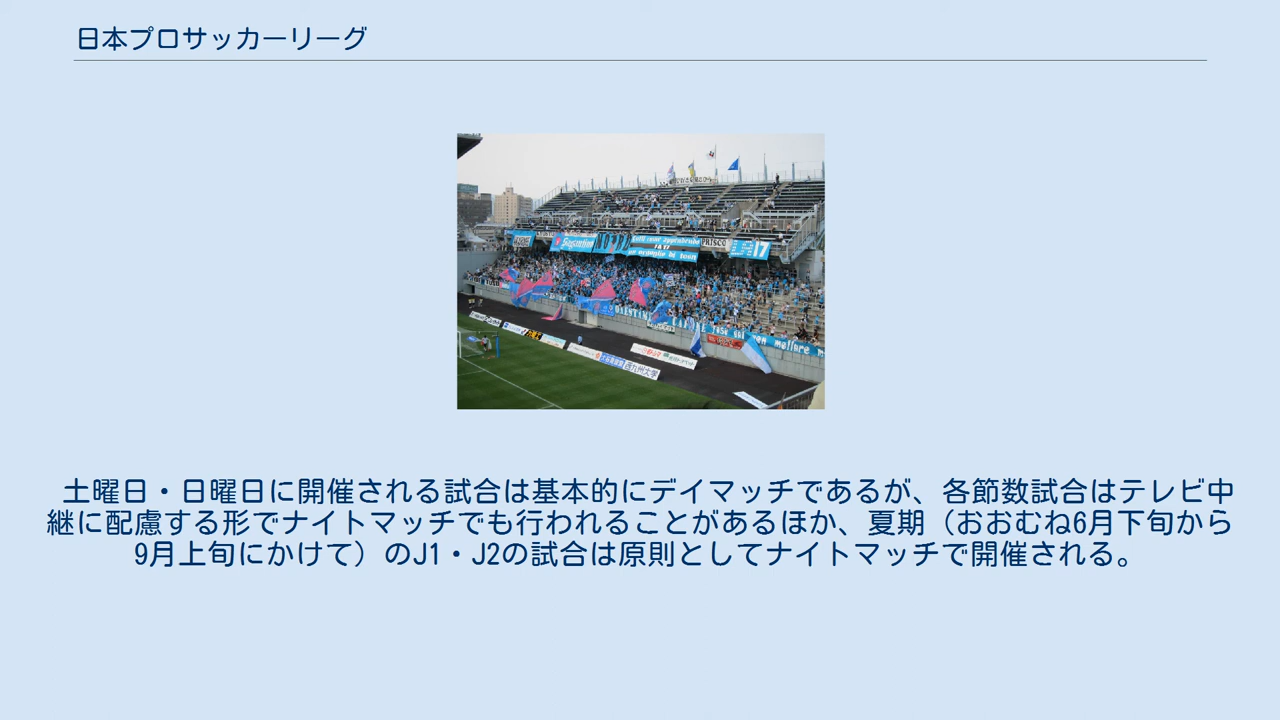 日本プロサッカーリーグ
17
西九州大学
土曜日・日曜日に開催される試合は基本的にデイマッチであるが、各節数試合はテレビ中
継に配慮する形でナイトマッチでも行われることがあるほか、夏期（おおむね6月下旬から
9月上旬にかけて）のJ1・J2の試合は原則としてナイトマッチで開催される。